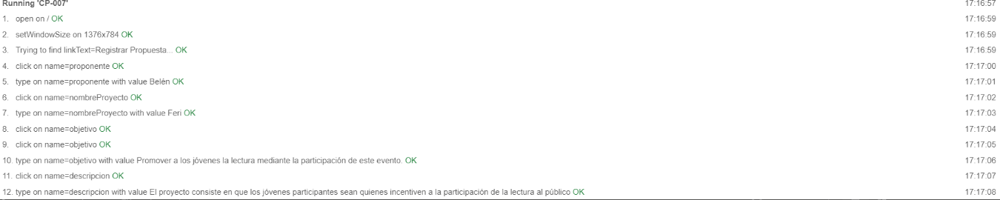 Running 'CP-007' 17:16:57
1. open on / OK 17:16:59
2. setWindowSize on 1376x784 OK 17:16:59
3. Trying to find linkText=Registrar Propuesta... OK 17:16:59
4. click on name=proponente OK 17:17:00
5. type on name=proponente with value Belén OK 17:17:01
6. click on name=nombreProyecto OK 17:17:02
7. type on name=nombreProyecto with value Feri OK 17:17:03
8. click on name=objetivo OK 17:17:04
9. click on name=objetivo OK 17:17:05
10. type on name=objetivo with value Promover a los jóvenes la lectura mediante la participación de este evento. OK 17:17:06
11. click on name=descripcion OK 17:17:07
12. type on name=descripcion with value El proyecto consiste en que los jóvenes participantes sean quienes incentiven a la participación de la lectura al público OK 17:17:08